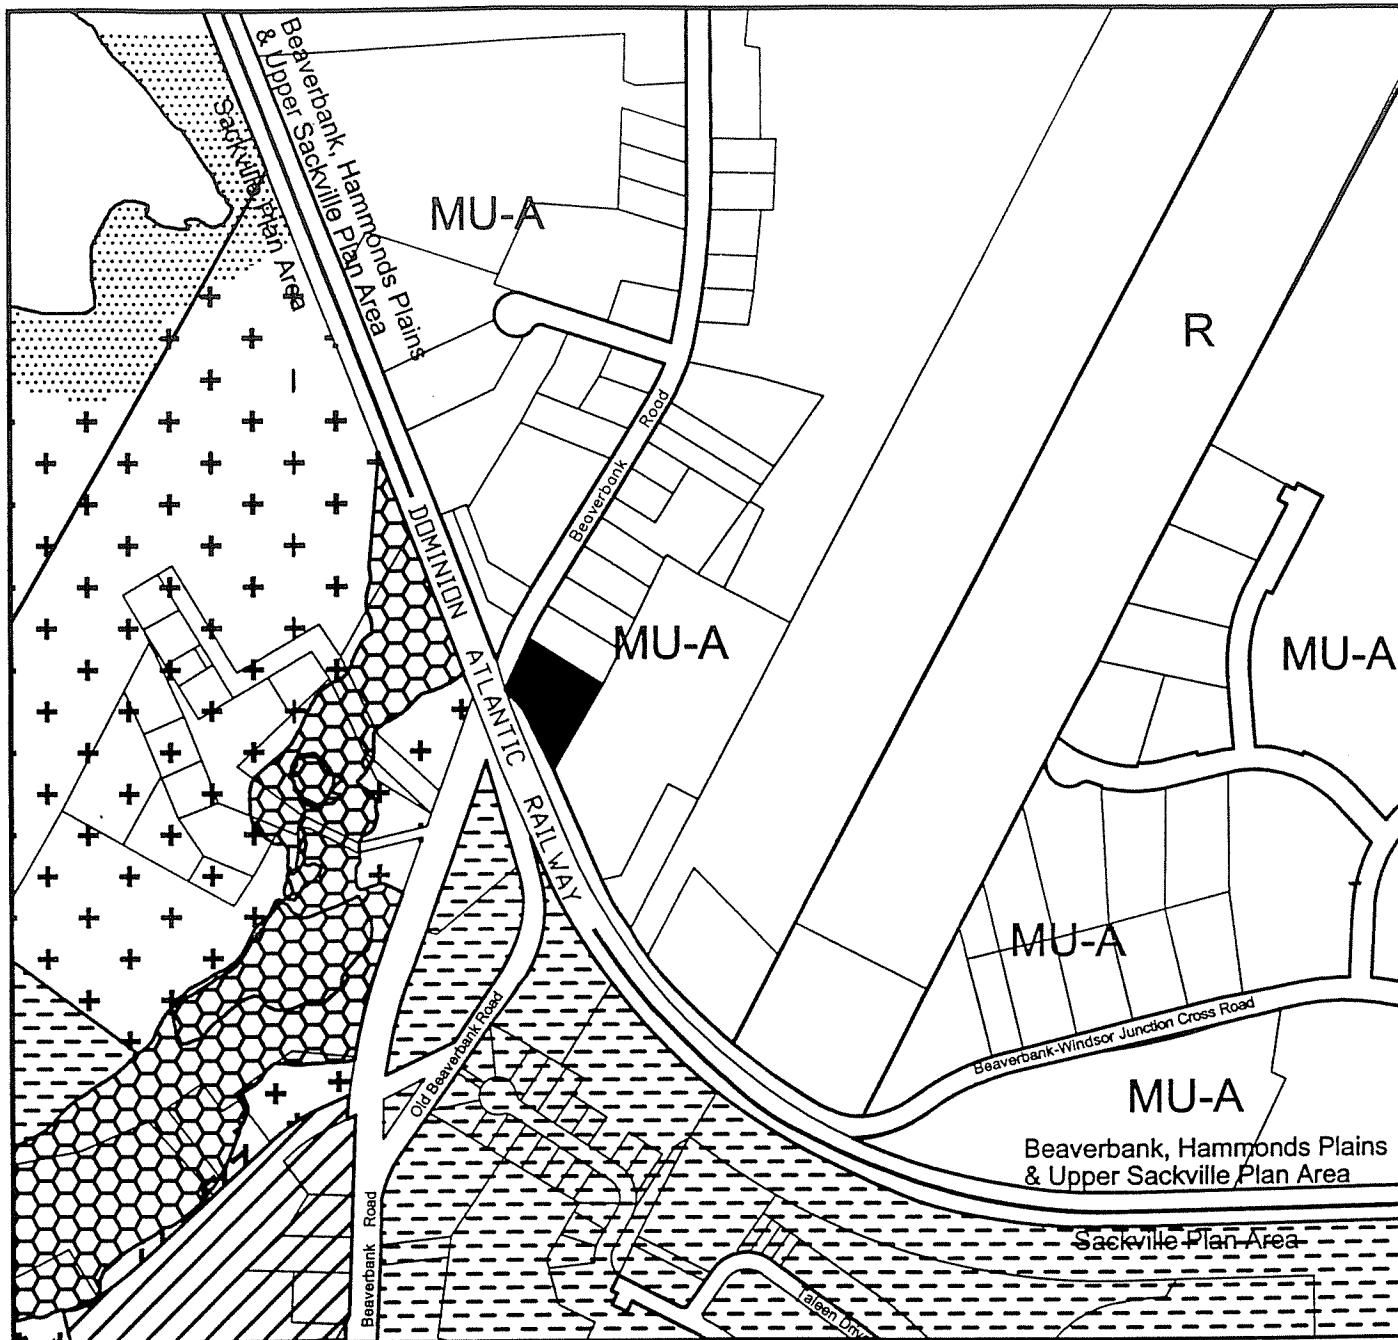 Beaverbank, Hammonds Plains
& Upper Sackville Plan Area
Sackville Plan Area
MU-A
R
Beaverbank Road
DOMINION ATLANTIC RAILWAY
MU-A
MU-A
MU-A
Old Beaverbank Road
Beaverbank-Windsor Junction Cross Road
MU-A
Beaverbank, Hammonds Plains
& Upper Sackville Plan Area
Sackville Plan Area
Beaverbank Road